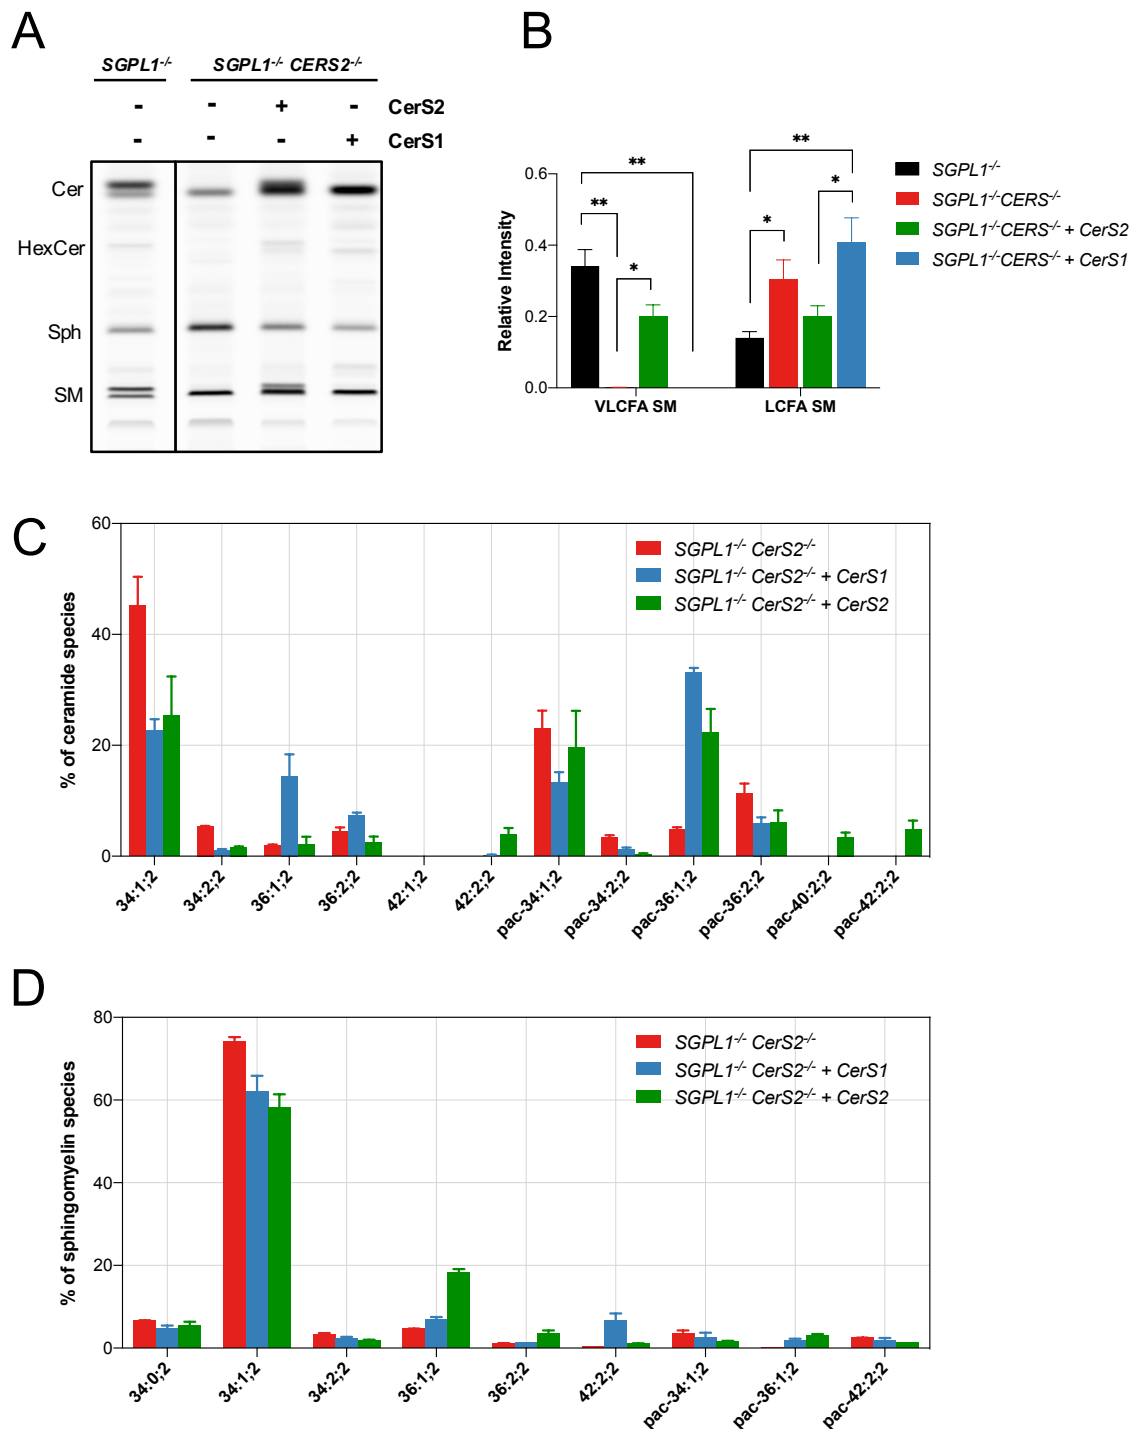 A
SGPL1-/- SGPL1-/- CERS2-/-
- - + - CerS2
- - - + CerS1
Cer
HexCer
Sph
SM
B
Relative Intensity
0.6
0.4
0.2
0.0
** ** * ** * *
VLCFA SM LCFA SM
SGPL1-/-
SGPL1-/-CERS-/-
SGPL1-/-CERS-/- + CerS2
SGPL1-/-CERS-/- + CerS1
C
% of ceramide species
60
40
20
0
SGPL1-/- CerS2-/-
SGPL1-/- CerS2-/- + CerS1
SGPL1-/- CerS2-/- + CerS2
34:1;2 34:2;2 36:1;2 36:2;2 42:1;2 42:2;2 pac-34:1;2 pac-34:2;2 pac-36:1;2 pac-36:2;2 pac-40:2;2 pac-42:2;2
D
% of sphingomyelin species
80
60
40
20
0
SGPL1-/- CerS2-/-
SGPL1-/- CerS2-/- + CerS1
SGPL1-/- CerS2-/- + CerS2
34:0;2 34:1;2 34:2;2 36:1;2 36:2;2 42:2;2 pac-34:1;2 pac-36:1;2 pac-42:2;2